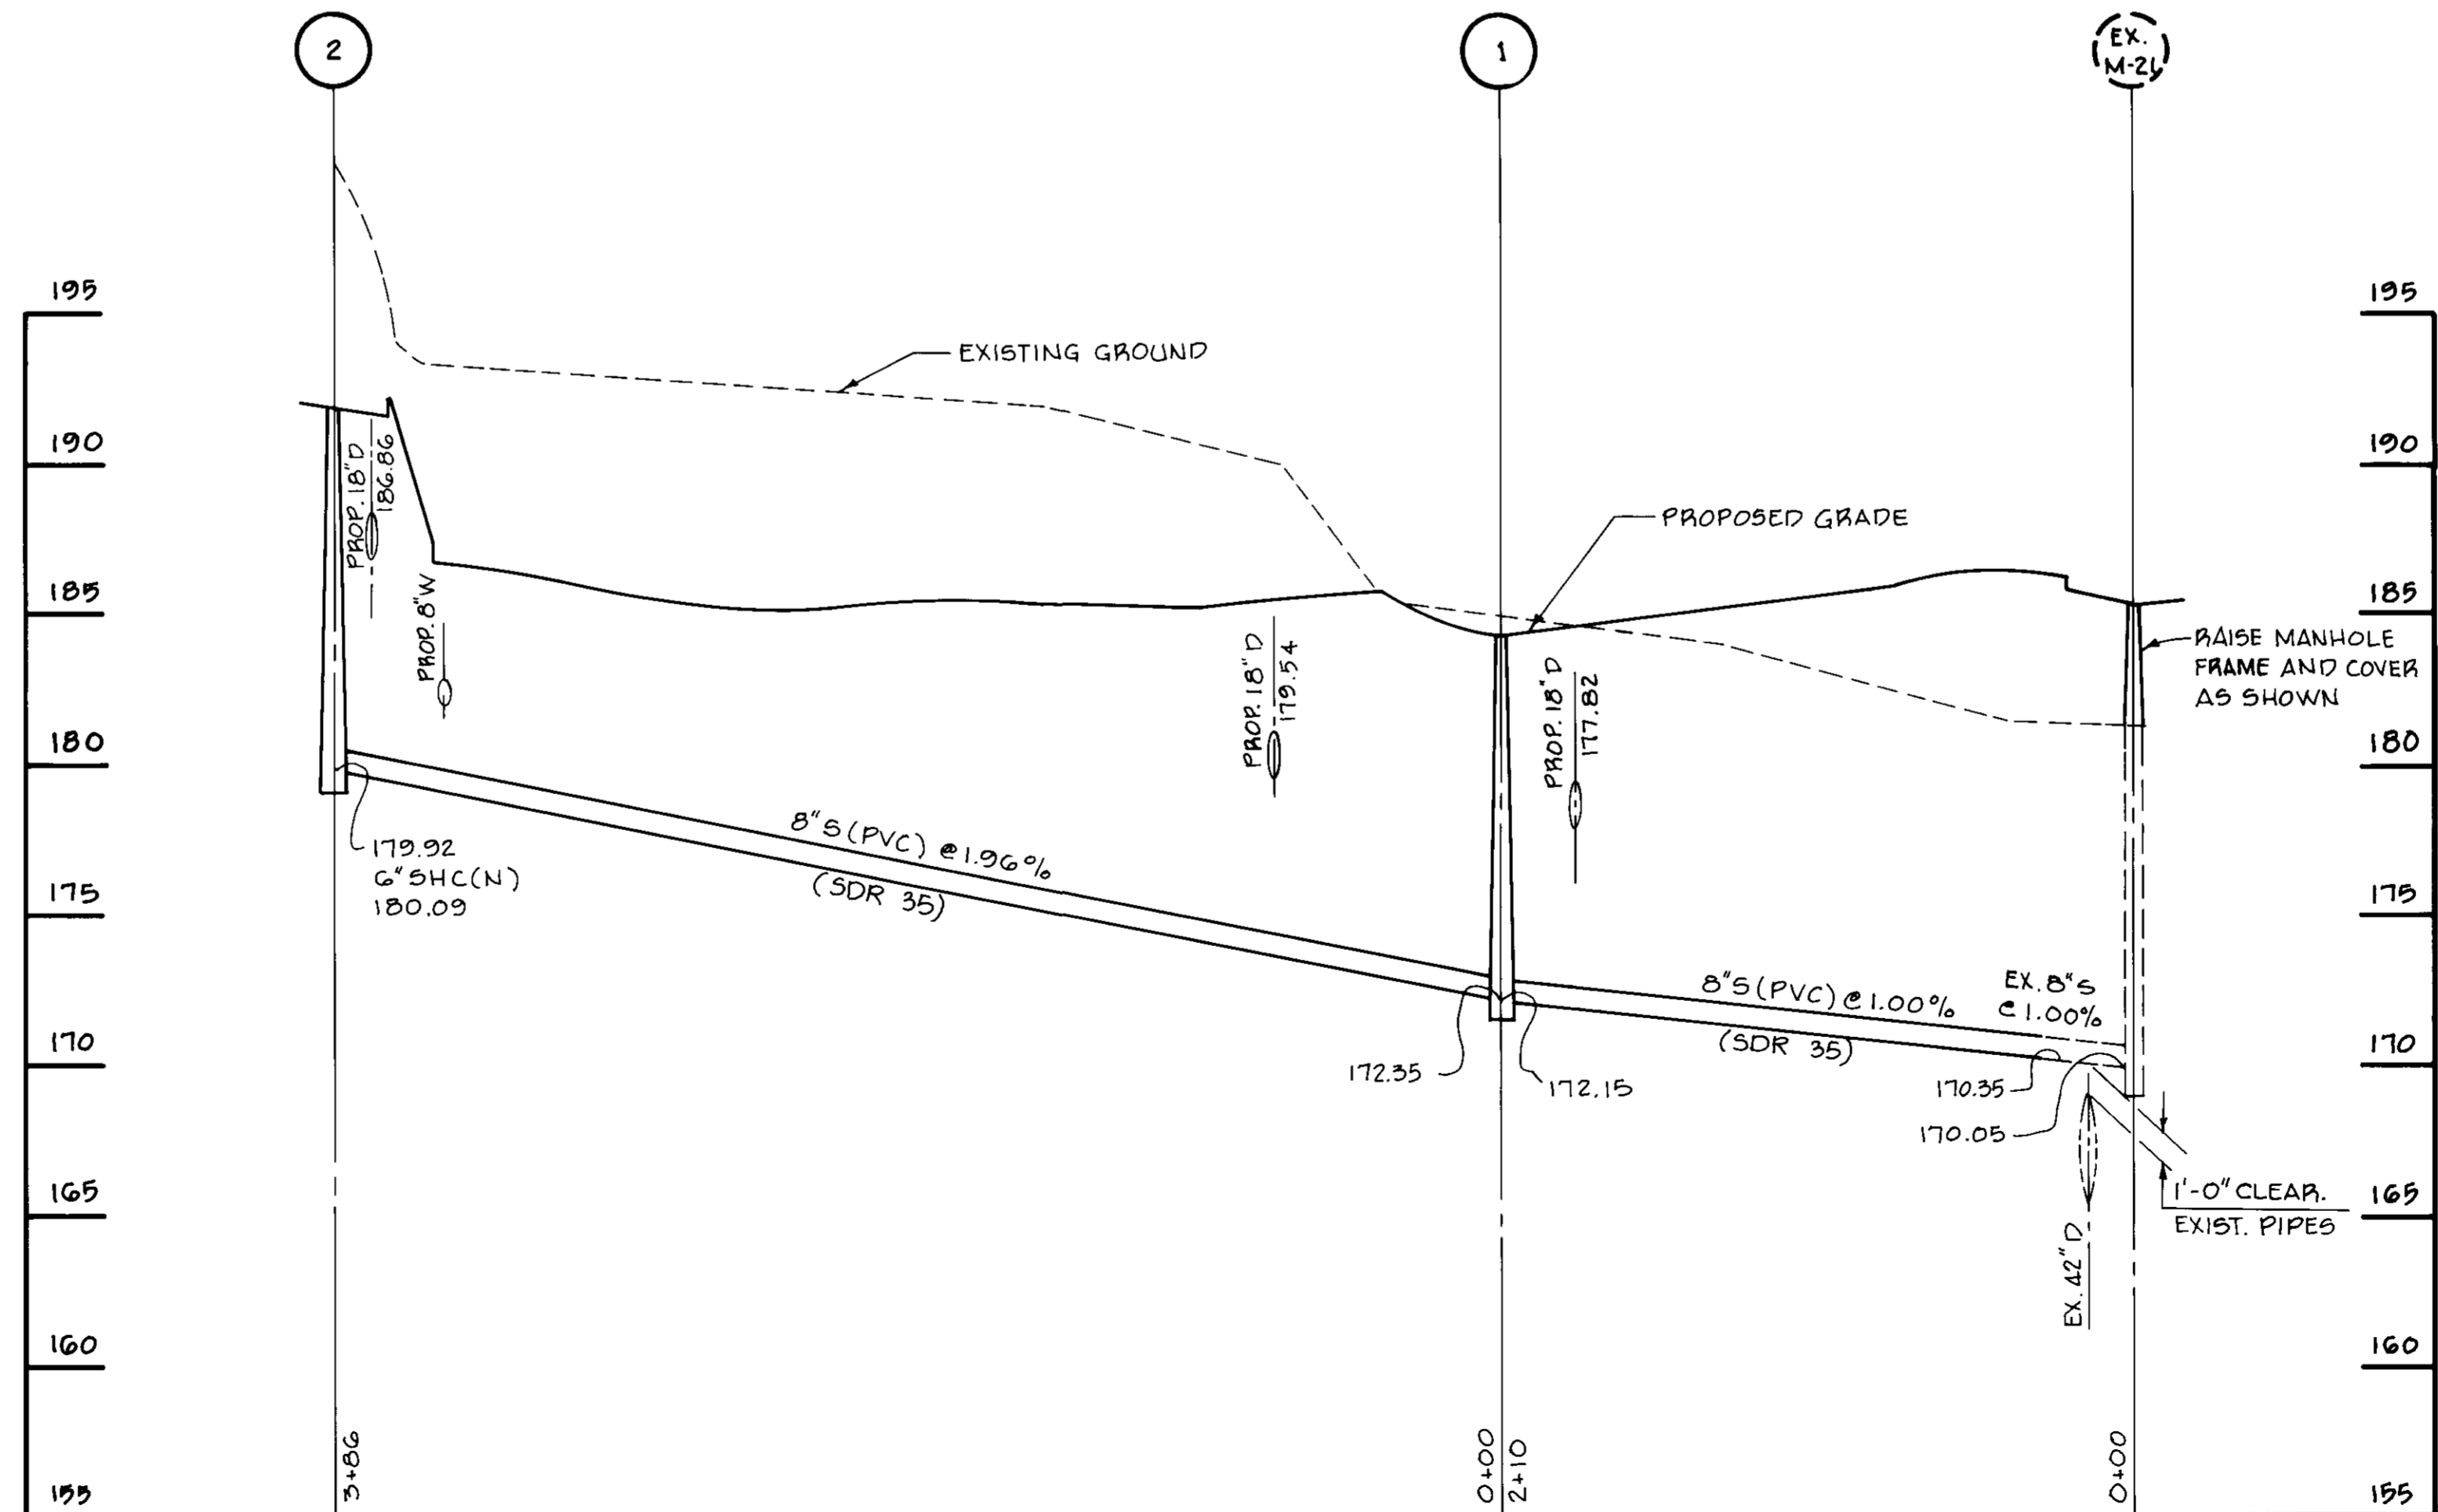 2
1
EX.
M-26
195
195
EXISTING GROUND
190
190
PROP. 18"D
186.86
PROPOSED GRADE
185
185
PROP. 8"W
RAISE MANHOLE
FRAME AND COVER
AS SHOWN
PROP. 18"D
179.54
PROP. 18"D
177.82
180
180
179.92
6"SHC(N)
180.09
8"S (PVC) @ 1.96%
(SDR 35)
175
175
8"S (PVC) @ 1.00%
(SDR 35)
EX. 8"S
@ 1.00%
170
170
172.35
172.15
170.35
170.05
165
165
1'-0" CLEAR.
EXIST. PIPES
EX. 42"D
160
160
3+86
0+00
2+10
0+00
155
155